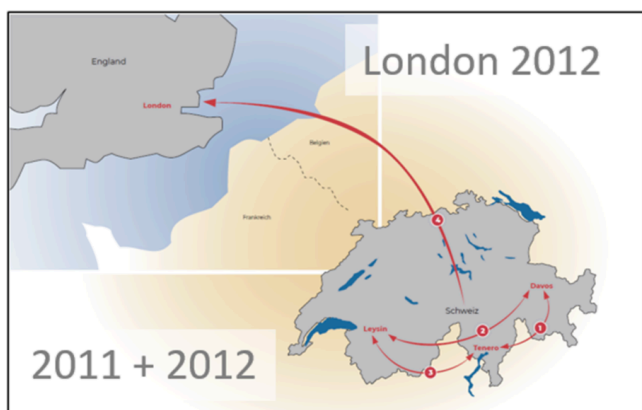 London 2012
England
London
Belgien
Frankreich
4
Davos
Schweiz
Leysin
2
1
Tenero
3
2011 + 2012